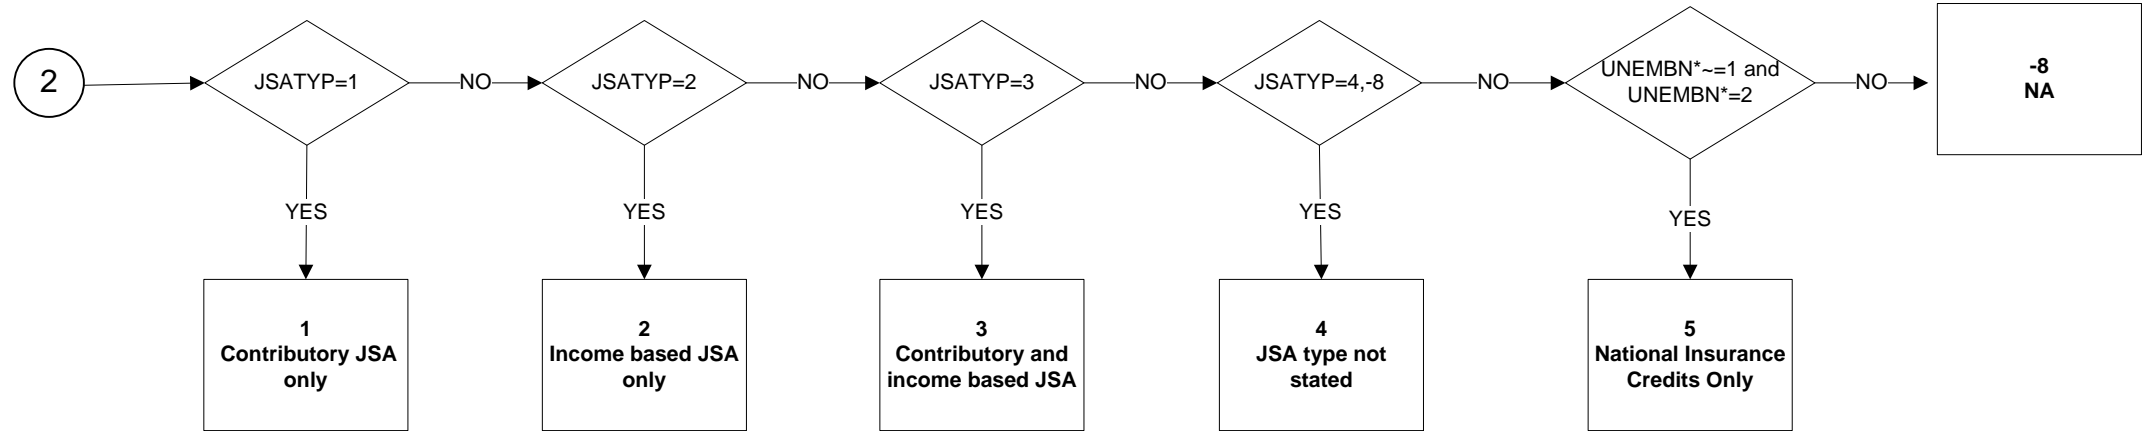 2
JSATYP=1
NO
JSATYP=2
NO
JSATYP=3
NO
JSATYP=4,-8
NO
UNEMBN*~=1 and
UNEMBN*=2
NO
-8
NA
YES
YES
YES
YES
YES
1
Contributory JSA
only
2
Income based JSA
only
3
Contributory and
income based JSA
4
JSA type not
stated
5
National Insurance
Credits Only